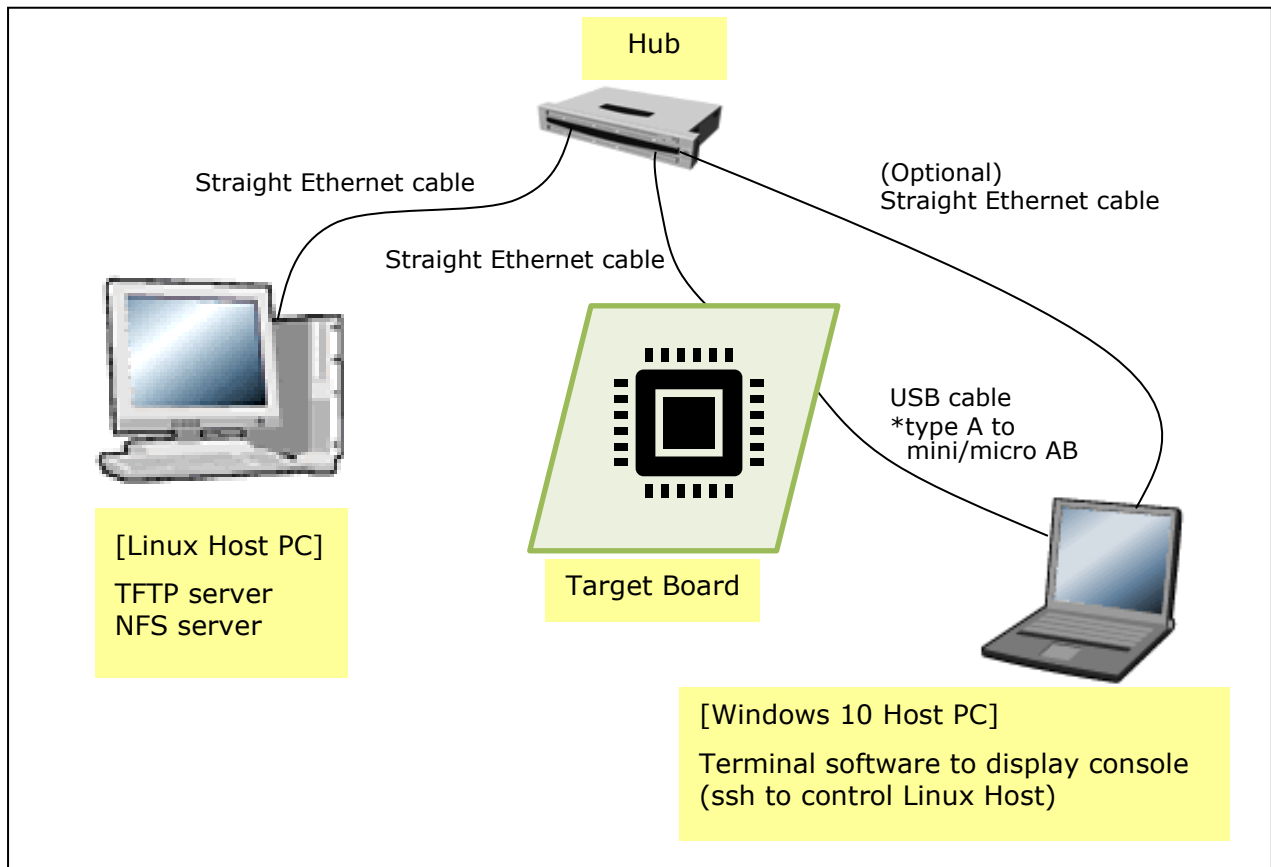 Hub
Straight Ethernet cable
(Optional)
Straight Ethernet cable
Straight Ethernet cable
USB cable
*type A to
mini/micro AB
[Linux Host PC]
TFTP server
NFS server
Target Board
[Windows 10 Host PC]
Terminal software to display console
(ssh to control Linux Host)